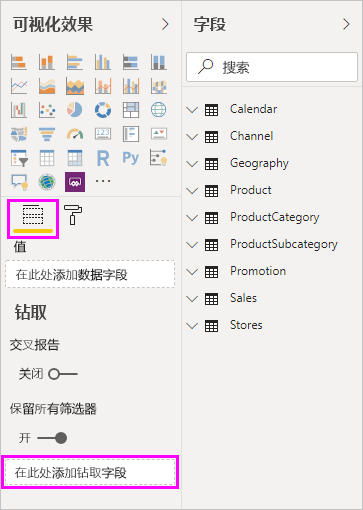 可视化效果
R Py
123
···
值
在此处添加数据字段
钻取
交叉报告
关闭
保留所有筛选器
开
在此处添加钻取字段
字段
搜索
Calendar
Channel
Geography
Product
ProductCategory
ProductSubcategory
Promotion
Sales
Stores